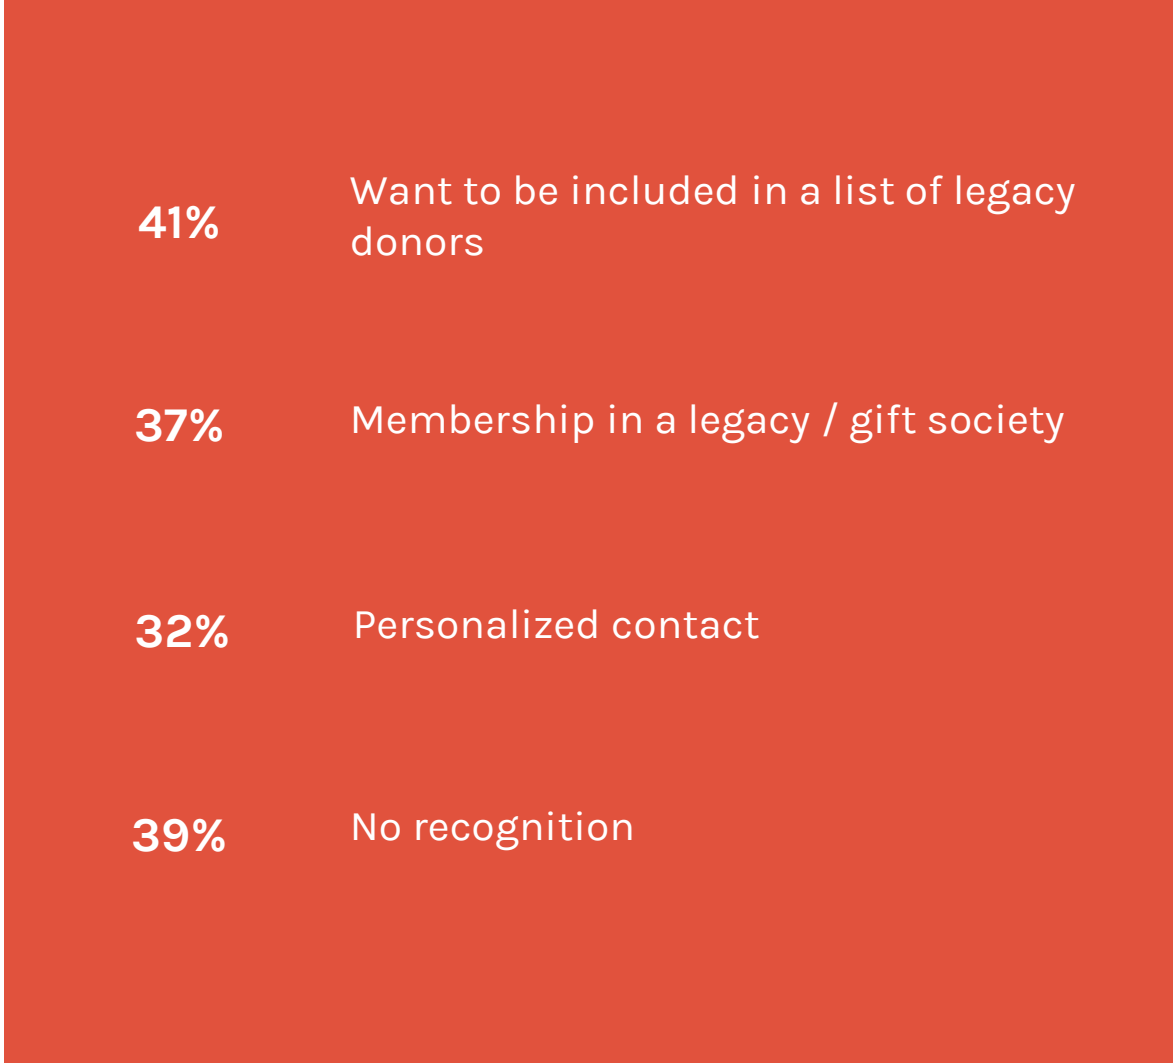 41%
Want to be included in a list of legacy
donors
37%
Membership in a legacy / gift society
32%
Personalized contact
39%
No recognition